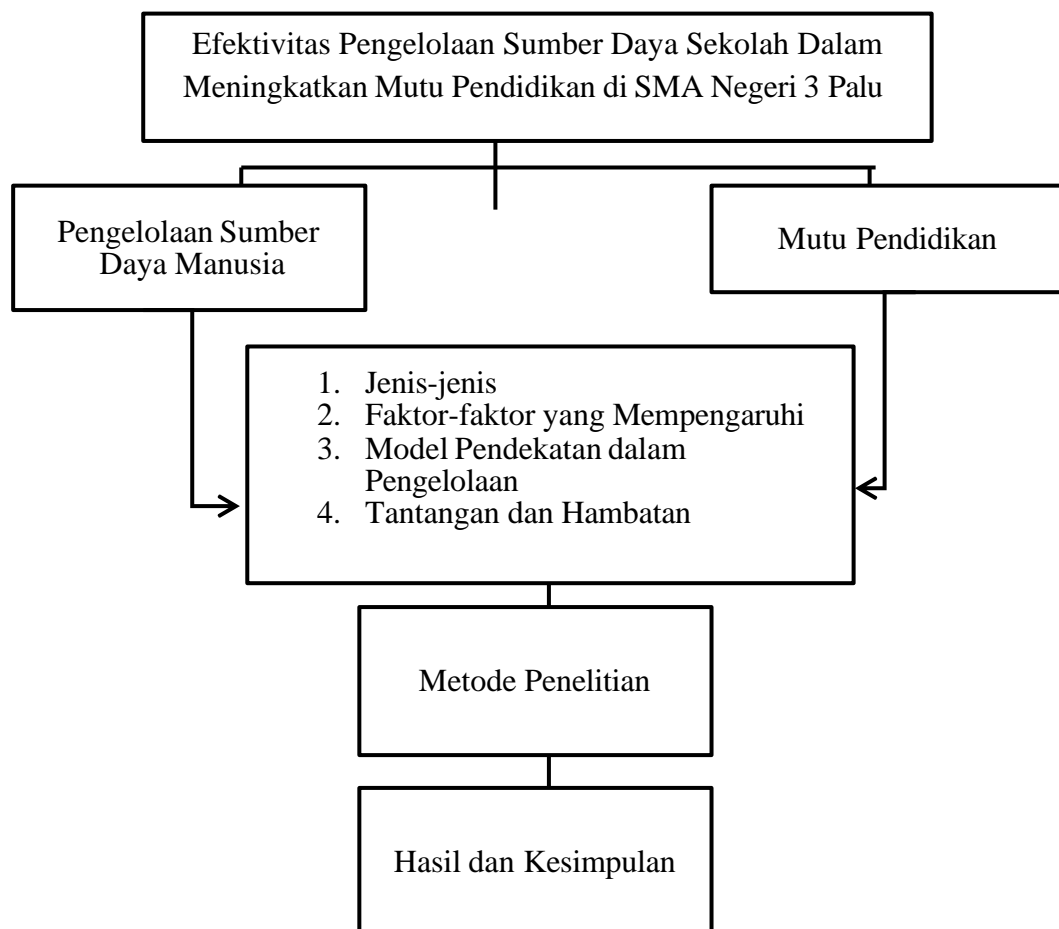 Efektivitas Pengelolaan Sumber Daya Sekolah Dalam
Meningkatkan Mutu Pendidikan di SMA Negeri 3 Palu
Pengelolaan Sumber
Daya Manusia
Mutu Pendidikan
1. Jenis-jenis
2. Faktor-faktor yang Mempengaruhi
3. Model Pendekatan dalam
Pengelolaan
4. Tantangan dan Hambatan
Metode Penelitian
Hasil dan Kesimpulan